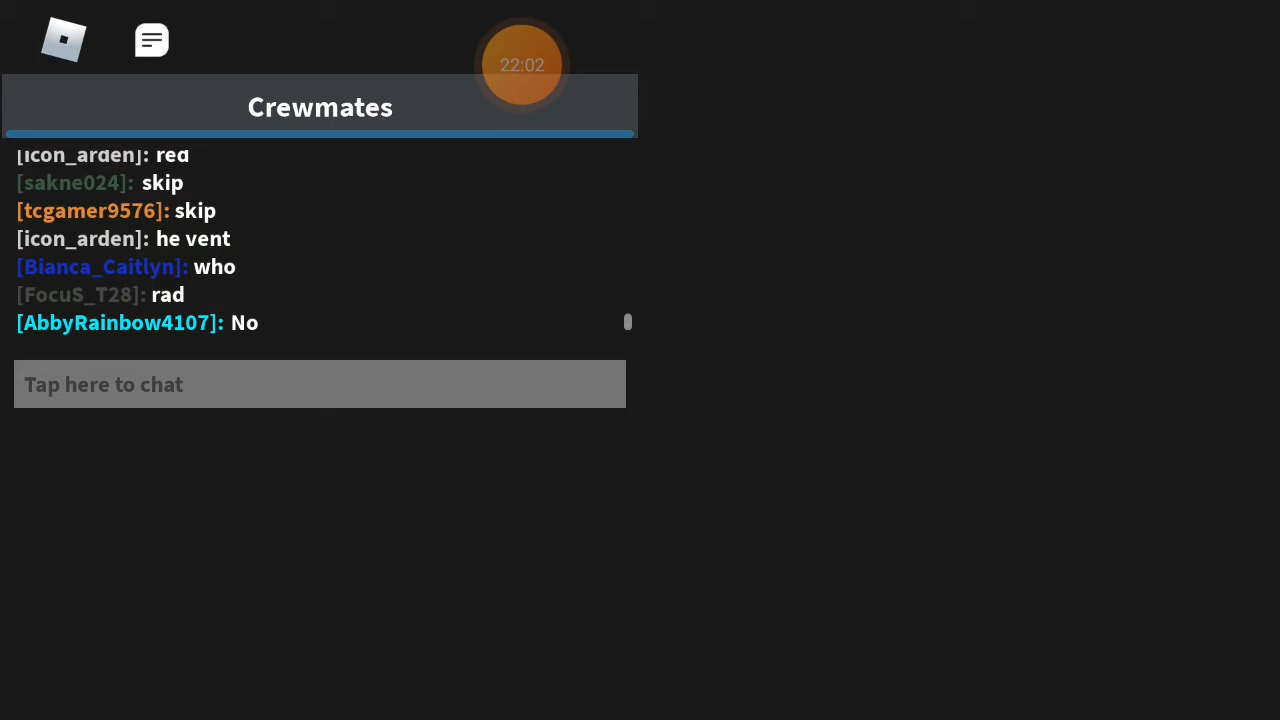 22:02
Crewmates
[icon_arden]: red
[sakne024]: skip
[tcgamer9576]: skip
[icon_arden]: he vent
[Bianca_Caitlyn]: who
[FocuS_T28]: rad
[AbbyRainbow4107]: No
Tap here to chat